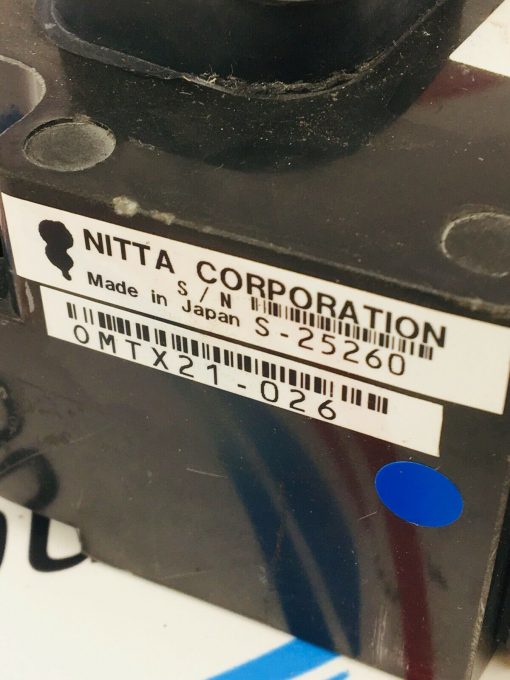 NITTA CORPORATION
S/N
Made in Japan S-25260
OMTX21-026